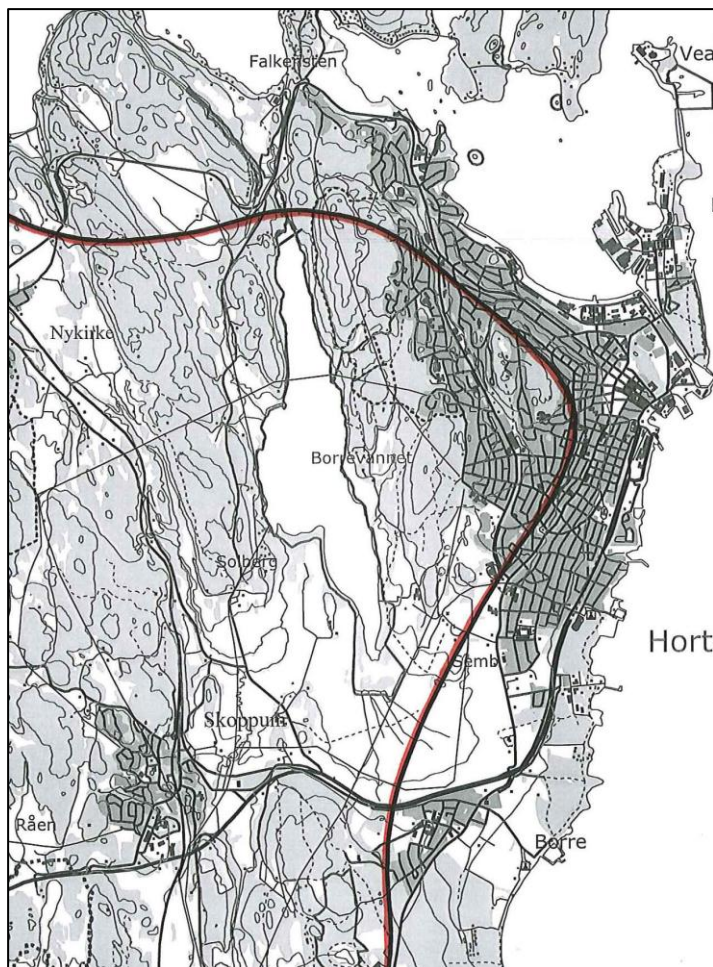 Falkensten
Vea
Nykirke
Borrevannet
Solberg
Hort
Semb
Skoppum
Råen
Borre